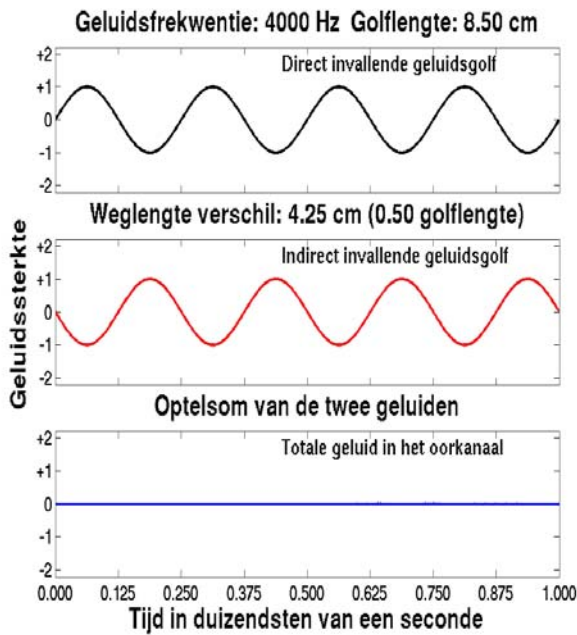 Geluidsfrekwentie: 4000 Hz Golflengte: 8.50 cm
+2
Direct invallende geluidsgolf
+1
0
-1
-2
Weglengte verschil: 4.25 cm (0.50 golflengte)
+2
Indirect invallende geluidsgolf
+1
0
-1
-2
Geluidssterkte
Optelsom van de twee geluiden
+2
Totale geluid in het oorkanaal
+1
0
-1
-2
0.000 0.125 0.250 0.375 0.500 0.625 0.750 0.875 1.000
Tijd in duizendsten van een seconde